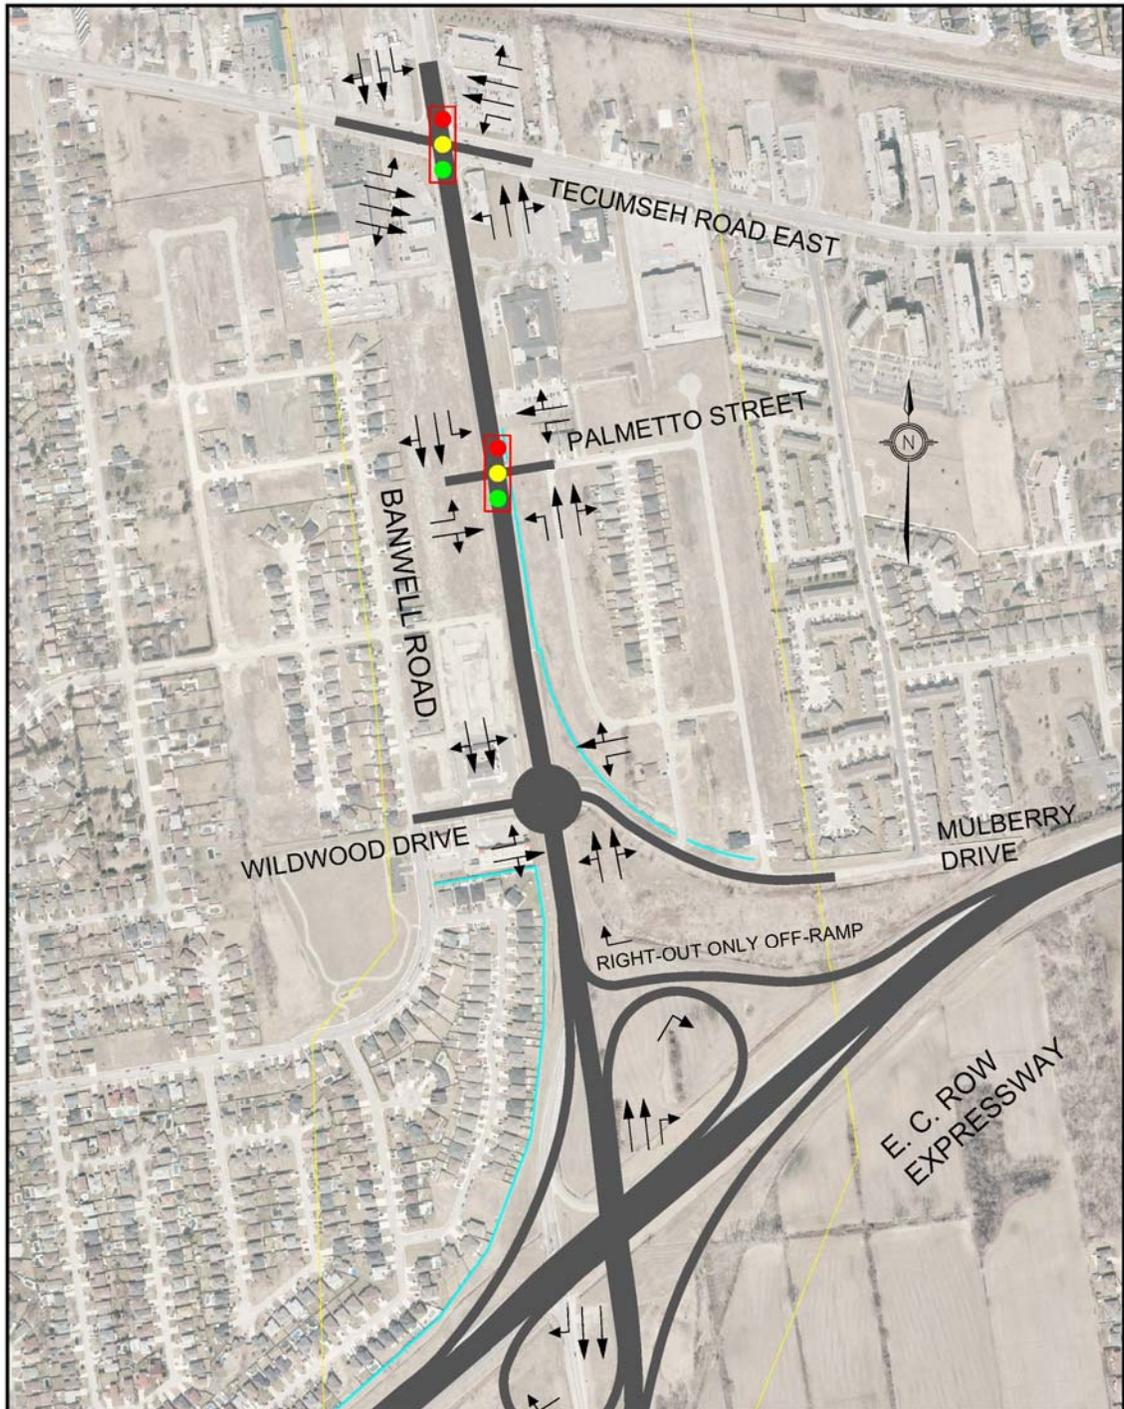 TECUMSEH ROAD EAST
PALMETTO STREET
N
BANWELL ROAD
WILDWOOD DRIVE
MULBERRY
DRIVE
RIGHT-OUT ONLY OFF-RAMP
E. C. ROW
EXPRESSWAY